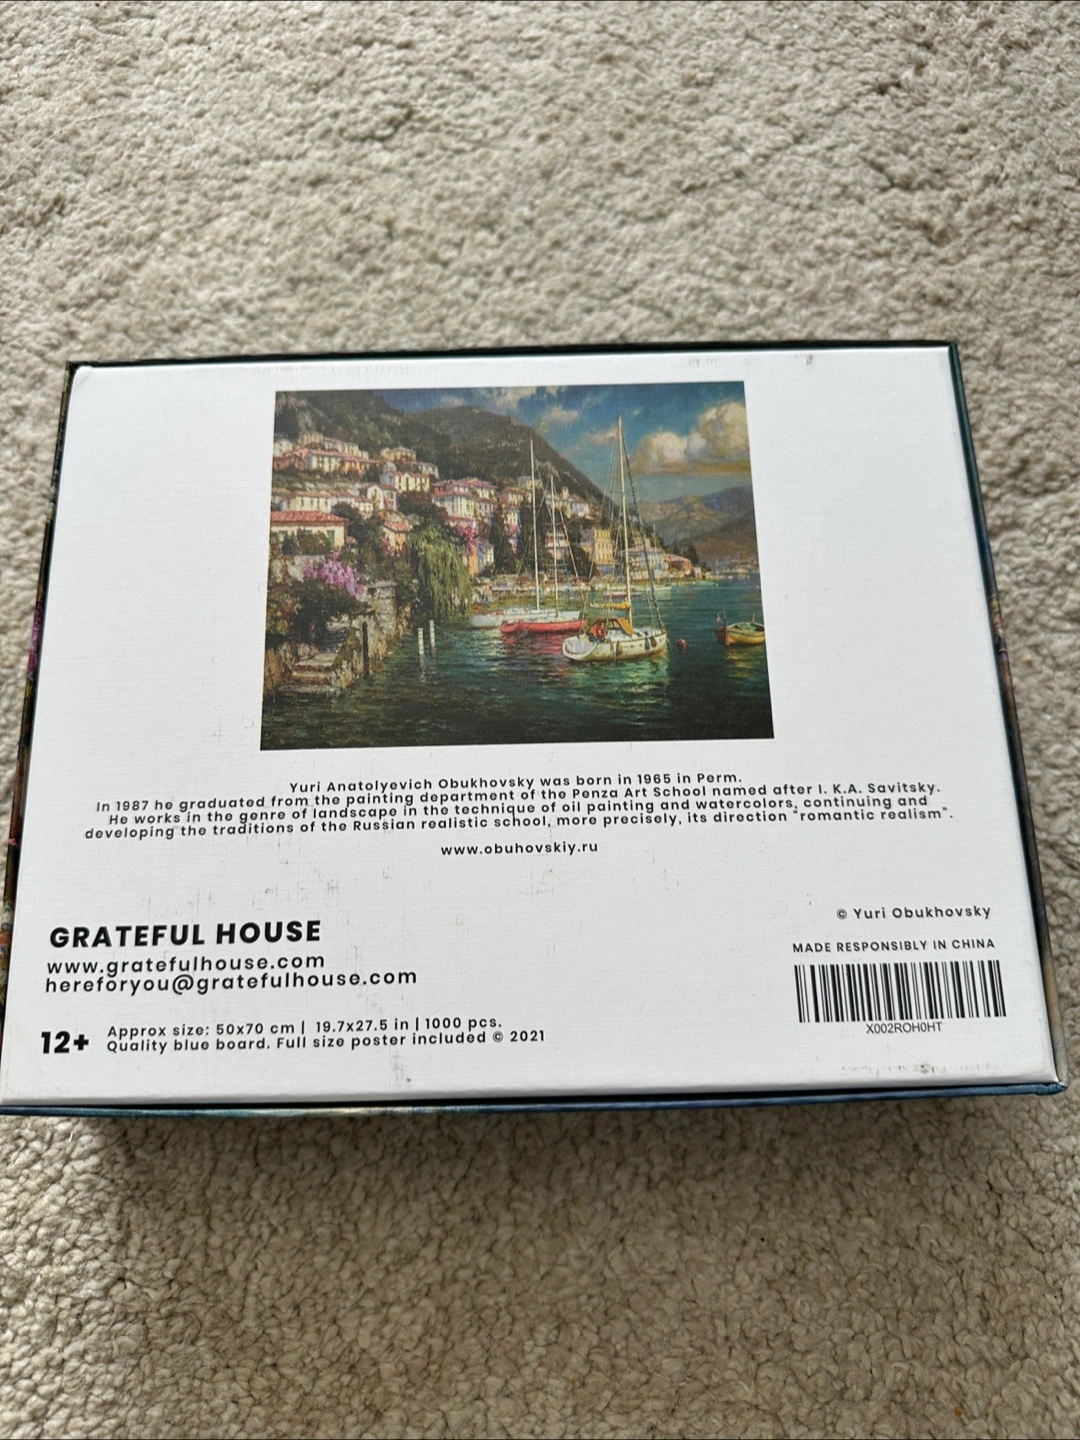 Yuri Anatolyevich Obukhovsky was born in 1965 in Perm.
In 1987 he graduated from the painting department of the Penza Art School named after I. K.A. Savitsky.
He works in the genre of landscape in the technique of oil painting and watercolors, continuing and
developing the traditions of the Russian realistic school, more precisely, its direction "romantic realism".
www.obuhovskiy.ru
© Yuri Obukhovsky
GRATEFUL HOUSE
MADE RESPONSIBLY IN CHINA
www.gratefulhouse.com
hereforyou@gratefulhouse.com
X002ROH0HT
12+
Approx size: 50x70 cm | 19.7x27.5 in | 1000 pcs.
Quality blue board. Full size poster included © 2021